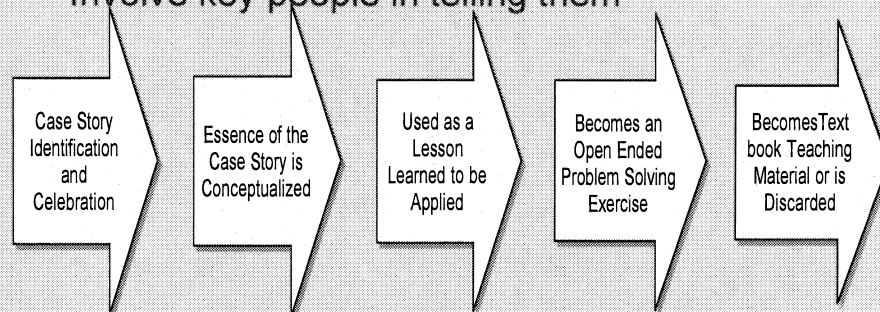 involve key people in telling them
Case Story
Identification
and
Celebration
Essence of the
Case Story is
Conceptualized
Used as a
Lesson
Learned to be
Applied
Becomes an
Open Ended
Problem Solving
Exercise
BecomesText
book Teaching
Material or is
Discarded